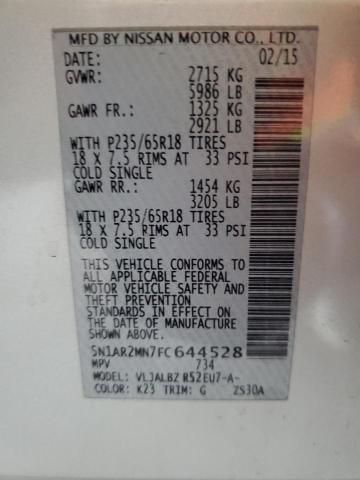 MFD BY NISSAN MOTOR CO., LTD.
DATE: 02/15
GVWR: 2715 KG
5986 LB
GAWR FR.: 1325 KG
2921 LB
WITH P235/65R18 TIRES
18 X 7.5 RIMS AT 33 PSI
COLD SINGLE
GAWR RR.: 1454 KG
3205 LB
WITH P235/65R18 TIRES
18 X 7.5 RIMS AT 33 PSI
COLD SINGLE
THIS VEHICLE CONFORMS TO
ALL APPLICABLE FEDERAL
MOTOR VEHICLE SAFETY AND
THEFT PREVENTION
STANDARDS IN EFFECT ON
THE DATE OF MANUFACTURE
SHOWN ABOVE.
5N1AR2MN7FC644528
MPV 734
VLJALBZ R52EU7-A-
COLOR: K23 TRIM: G ZS30A